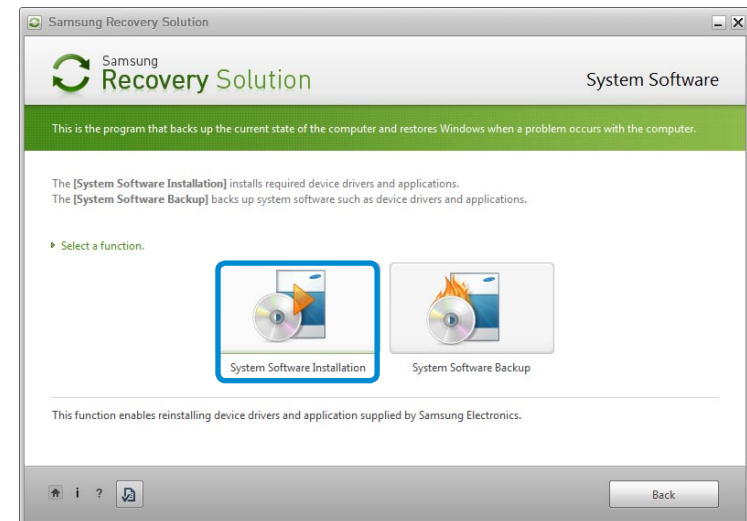 Samsung Recovery Solution
Samsung
Recovery Solution
System Software
This is the program that backs up the current state of the computer and restores Windows when a problem occurs with the computer.
The [System Software Installation] installs required device drivers and applications.
The [System Software Backup] backs up system software such as device drivers and applications.
Select a function.
System Software Installation
System Software Backup
This function enables reinstalling device drivers and application supplied by Samsung Electronics.
i ?
Back